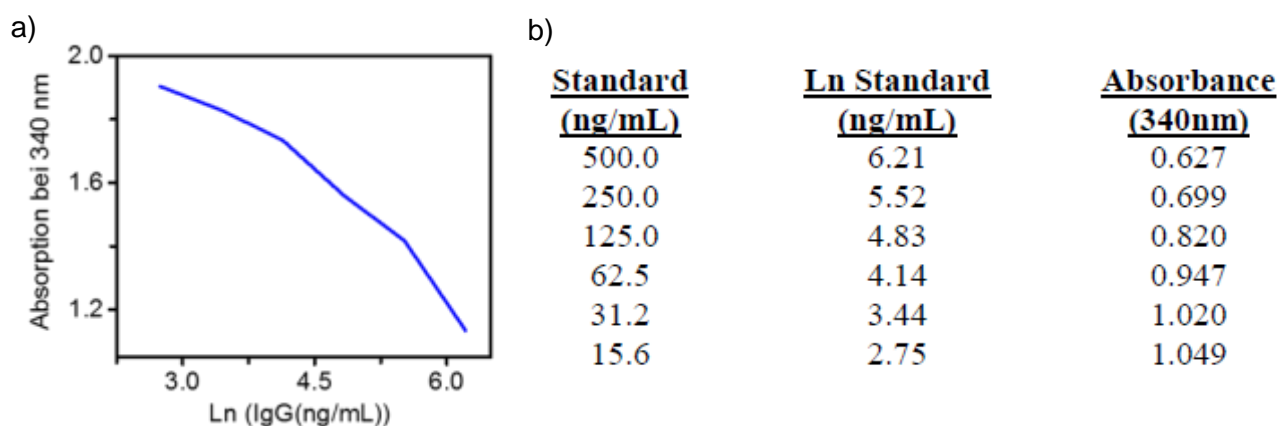 a)
2.0
1.6
1.2
Absorption bei 340 nm
3.0 4.5 6.0
Ln (IgG(ng/mL))
b)
Standard Ln Standard Absorbance
(ng/mL) (ng/mL) (340nm)
500.0 6.21 0.627
250.0 5.52 0.699
125.0 4.83 0.820
62.5 4.14 0.947
31.2 3.44 1.020
15.6 2.75 1.049